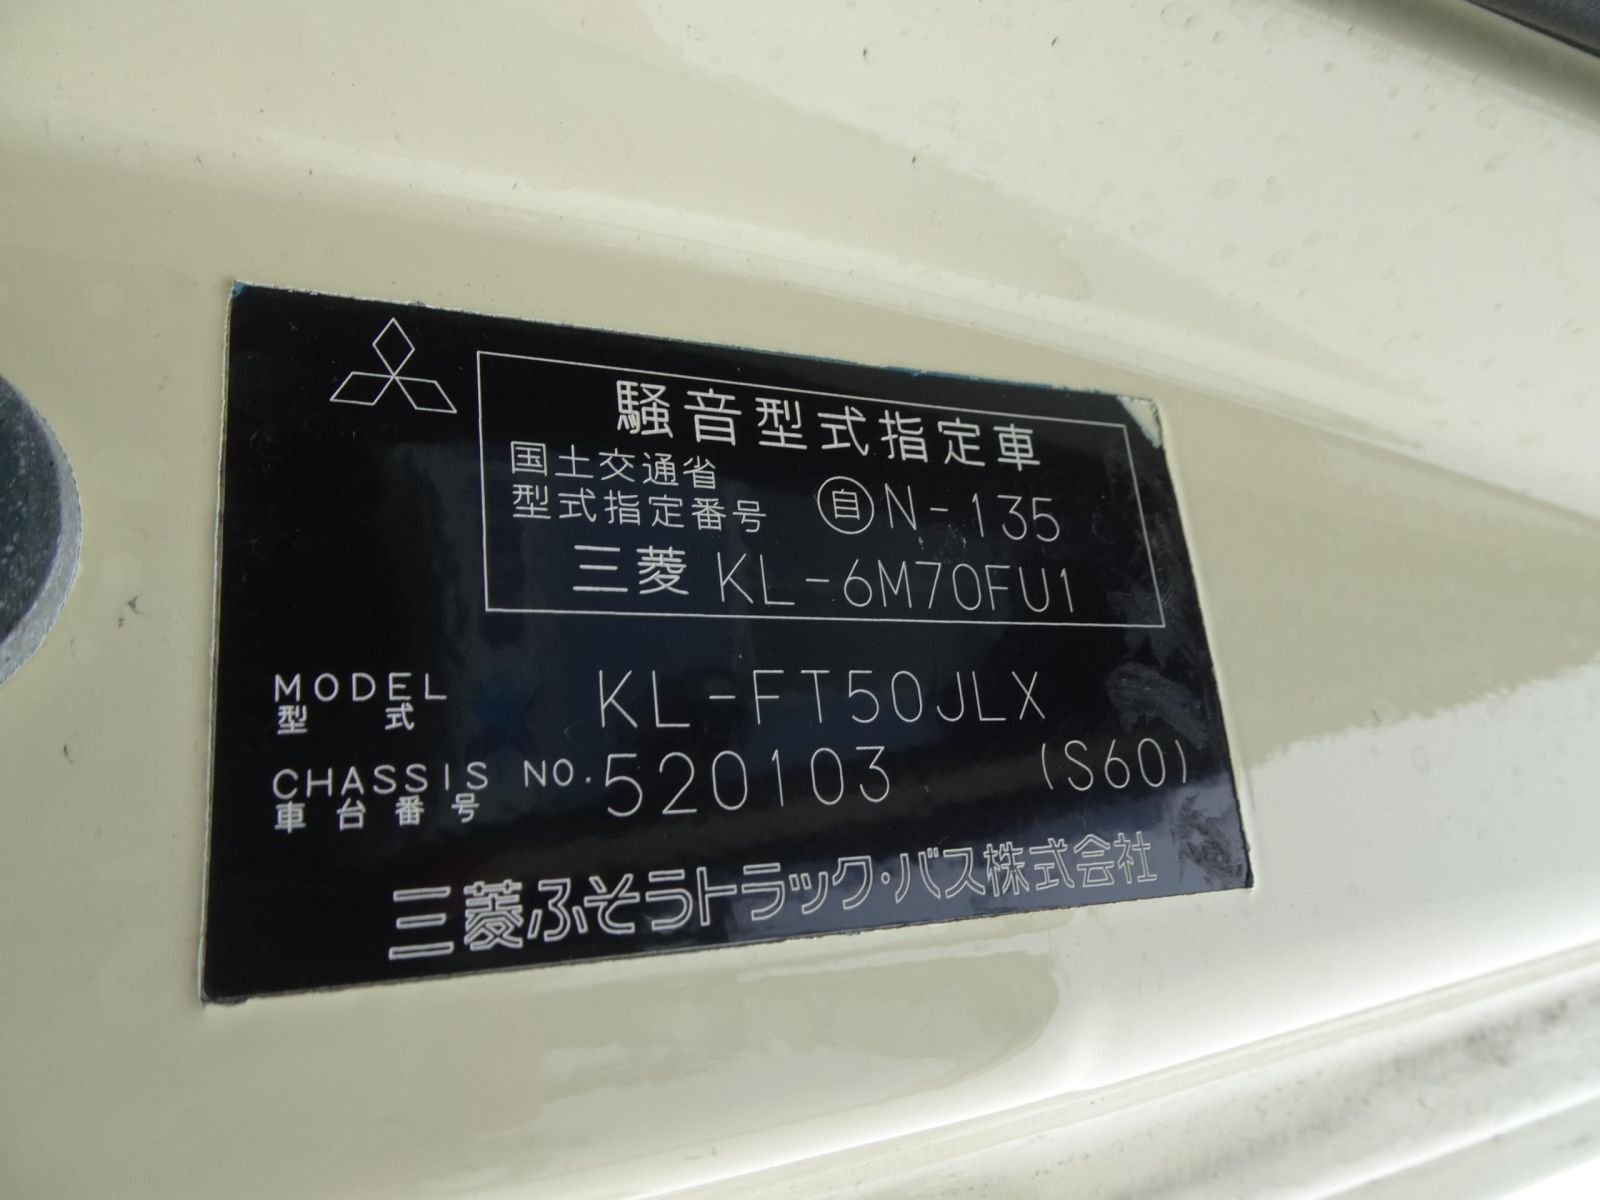 騒音型式指定車
国土交通省
型式指定番号 ㊀N-135
三菱 KL-6M70FU1
MODEL KL-FT50JLX
型式
CHASSIS NO. 520103 (S60)
車台番号
三菱ふそうトラック・バス株式会社